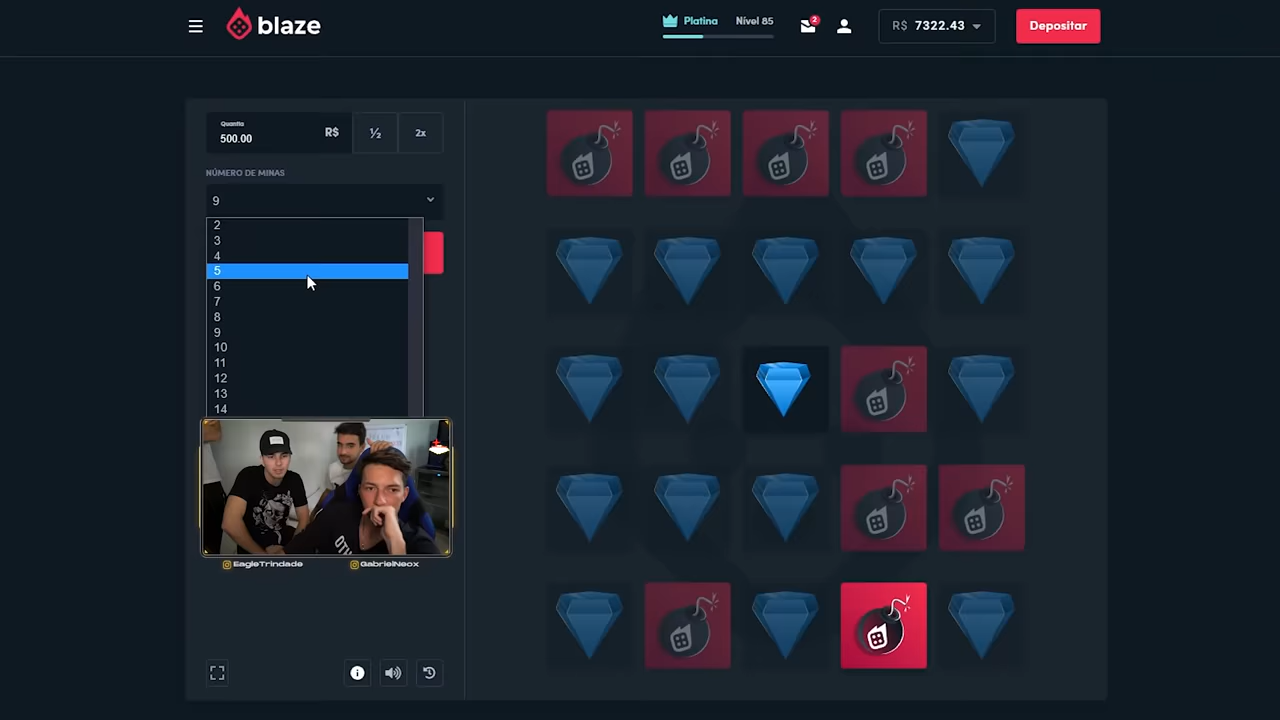 blaze
Platina
Nível 85
2
R$ 7322.43
Depositar
Quantia
500.00
R$
½
2x
NÚMERO DE MINAS
9
2
3
4
5
6
7
8
9
10
11
12
13
14
EagleTrindade
GabrielNeox